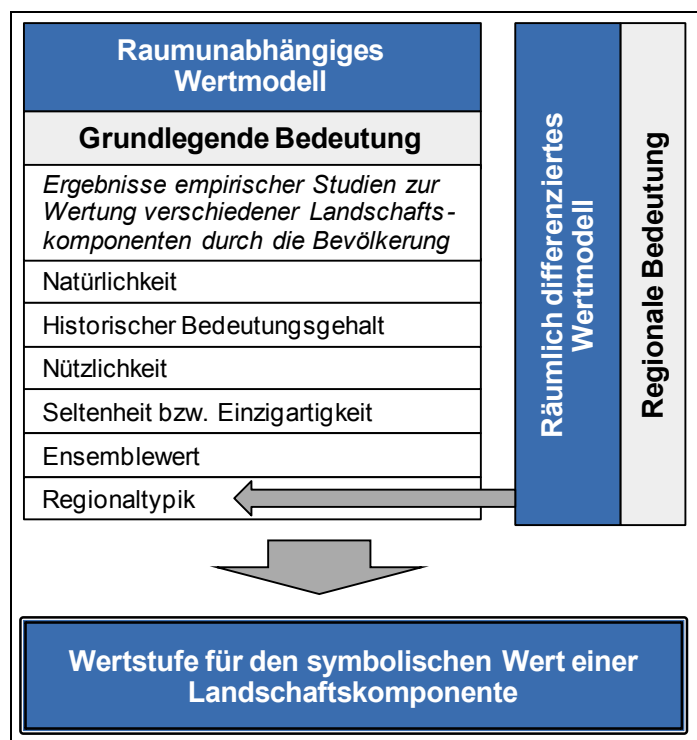 Raumunabhängiges
Wertmodell
Grundlegende Bedeutung
Ergebnisse empirischer Studien zur
Wertung verschiedener Landschafts-
komponenten durch die Bevölkerung
Natürlichkeit
Historischer Bedeutungsgehalt
Nützlichkeit
Seltenheit bzw. Einzigartigkeit
Ensemblewert
Regionaltypik
Räumlich differenziertes
Wertmodell
Regionale Bedeutung
Wertstufe für den symbolischen Wert einer
Landschaftskomponente